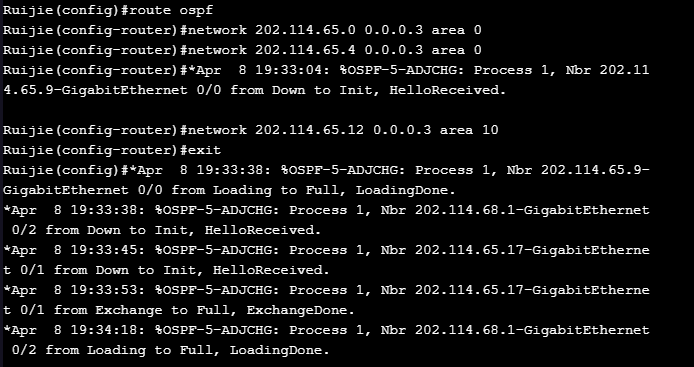 Ruijie(config)#route ospf
Ruijie(config-router)#network 202.114.65.0 0.0.0.3 area 0
Ruijie(config-router)#network 202.114.65.4 0.0.0.3 area 0
Ruijie(config-router)#*Apr  8 19:33:04: %OSPF-5-ADJCHG: Process 1, Nbr 202.11
4.65.9-GigabitEthernet 0/0 from Down to Init, HelloReceived.
Ruijie(config-router)#network 202.114.65.12 0.0.0.3 area 10
Ruijie(config-router)#exit
Ruijie(config)#*Apr  8 19:33:38: %OSPF-5-ADJCHG: Process 1, Nbr 202.114.65.9-
GigabitEthernet 0/0 from Loading to Full, LoadingDone.
*Apr  8 19:33:38: %OSPF-5-ADJCHG: Process 1, Nbr 202.114.68.1-GigabitEthernet
 0/2 from Down to Init, HelloReceived.
*Apr  8 19:33:45: %OSPF-5-ADJCHG: Process 1, Nbr 202.114.65.17-GigabitEtherne
t 0/1 from Down to Init, HelloReceived.
*Apr  8 19:33:53: %OSPF-5-ADJCHG: Process 1, Nbr 202.114.65.17-GigabitEtherne
t 0/1 from Exchange to Full, ExchangeDone.
*Apr  8 19:34:18: %OSPF-5-ADJCHG: Process 1, Nbr 202.114.68.1-GigabitEthernet
 0/2 from Loading to Full, LoadingDone.